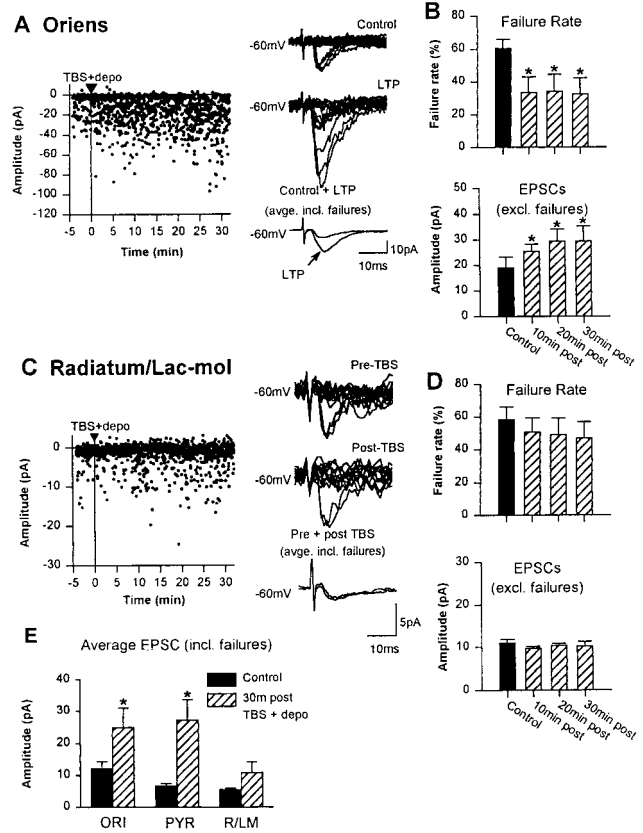 A Oriens
TBS+depo
0
-20
-40
-60
-80
-100
-120
Amplitude (pA)
-5 0 5 10 15 20 25 30
Time (min)
Control
-60mV
LTP
-60mV
Control + LTP
(avge. incl. failures)
-60mV
LTP
10pA
10ms
B
Failure Rate
80
60
40
20
0
Failure rate (%)
* * *
EPSCs
(excl. failures)
50
40
30
20
10
0
Amplitude (pA)
* * *
Control
10min post
20min post
30min post
C Radiatum/Lac-mol
TBS+depo
0
-10
-20
-30
Amplitude (pA)
-5 0 5 10 15 20 25 30
Time (min)
Pre-TBS
-60mV
Post-TBS
-60mV
Pre + post TBS
(avge. incl. failures)
-60mV
5pA
10ms
D
Failure Rate
80
60
40
20
0
Failure rate (%)
EPSCs
(excl. failures)
30
20
10
0
Amplitude (pA)
Control
10min post
20min post
30min post
E
Average EPSC (incl. failures)
40
30
20
10
0
Amplitude (pA)
* *
Control
30m post
TBS + depo
ORI PYR R/LM